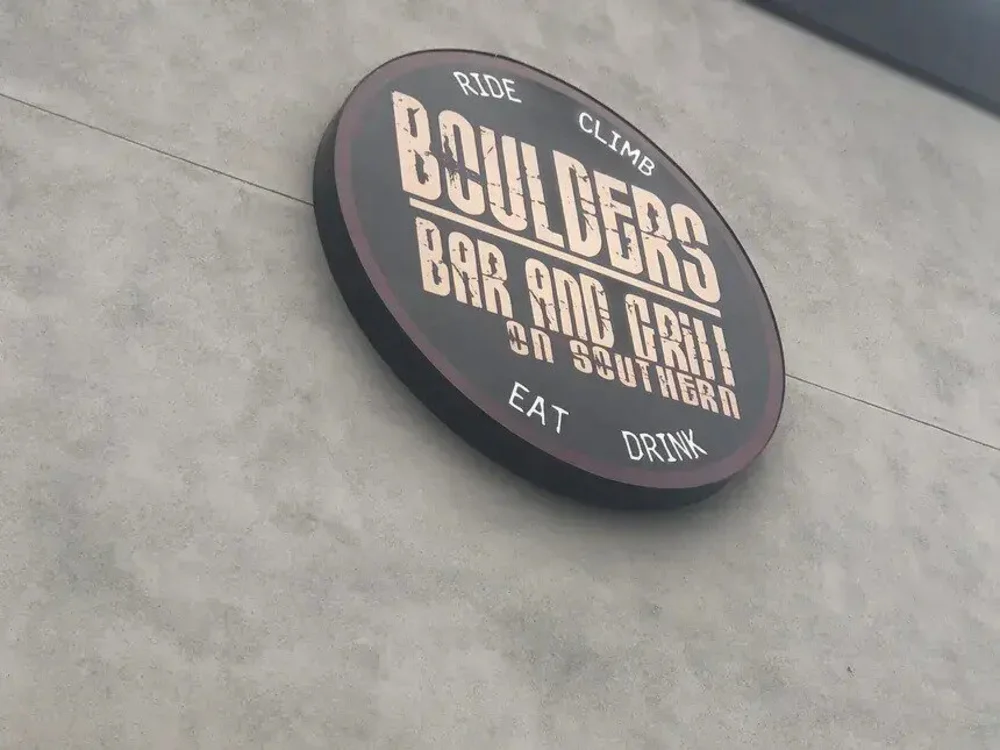 RIDE CLIMB
BOULDERS
BAR AND GRILL
ON SOUTHERN
EAT DRINK